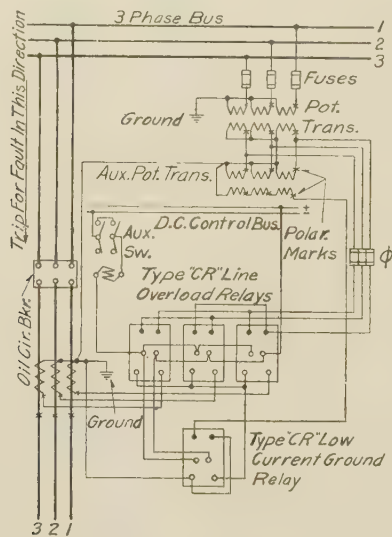 3 Phase Bus
1
2
3
Trip For Fault In This Direction
Fuses
Pot.
Trans.
Ground
Aux. Pot. Trans.
±
D.C. Control Bus.
Aux.
Sw.
Polar.
Marks
Φ
Type "CR" Line
Overload Relays
Oil Cir. Bkr.
Ground
Type "CR" Low
Current Ground
Relay
3 2 1